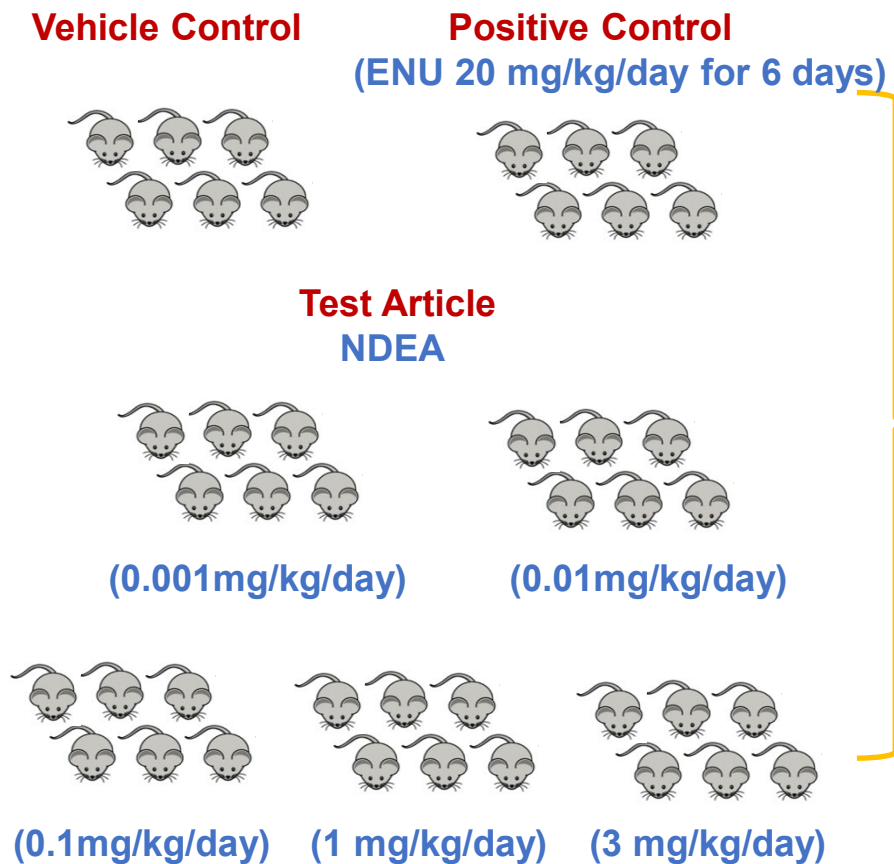 Vehicle Control
Positive Control
(ENU 20 mg/kg/day for 6 days)
Test Article
NDEA
(0.001mg/kg/day)
(0.01mg/kg/day)
(0.1mg/kg/day)
(1 mg/kg/day)
(3 mg/kg/day)